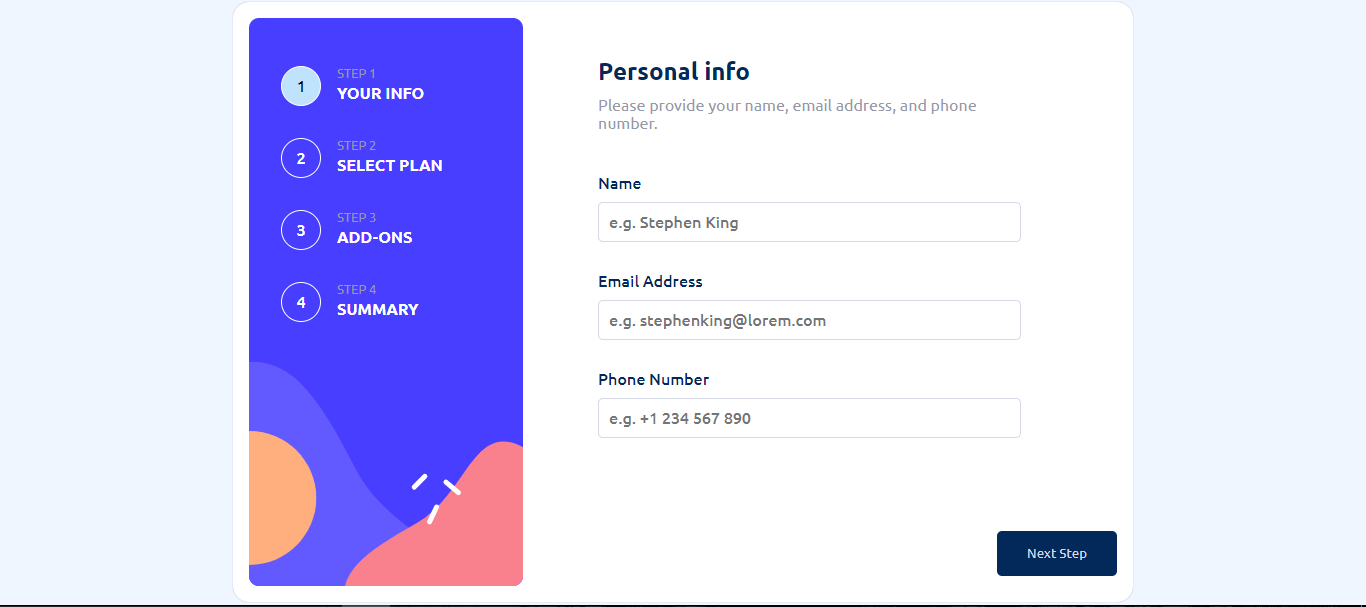 1
STEP 1
YOUR INFO
2
STEP 2
SELECT PLAN
3
STEP 3
ADD-ONS
4
STEP 4
SUMMARY
Personal info
Please provide your name, email address, and phone
number.
Name
e.g. Stephen King
Email Address
e.g. stephenking@lorem.com
Phone Number
e.g. +1 234 567 890
Next Step